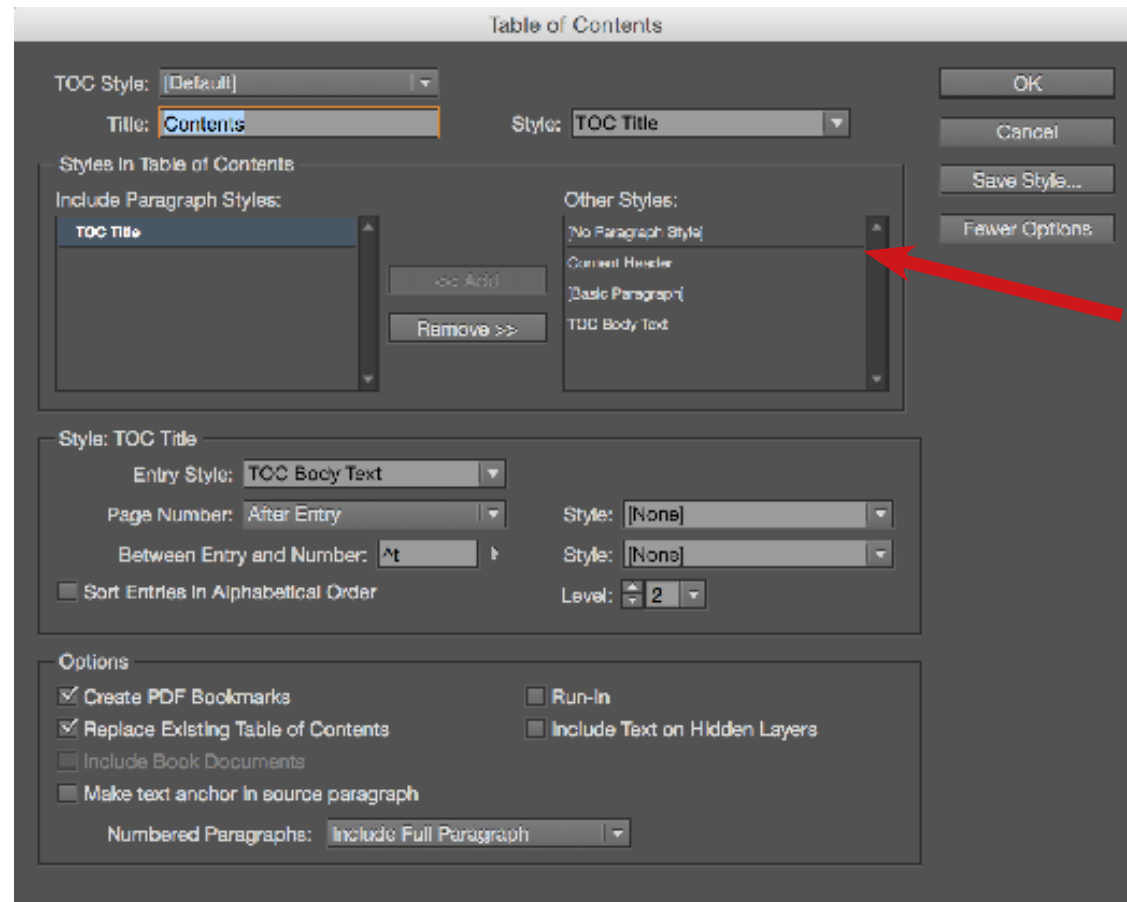 Table of Contents
TOC Style: [Default]
OK
Title: Contents
Style: TOC Title
Cancel
Styles in Table of Contents
Save Style...
Include Paragraph Styles:
Other Styles:
Fewer Options
TOC Title
[No Paragraph Style]
Content Header
<< Add
[Basic Paragraph]
Remove >>
TOC Body Text
Style: TOC Title
Entry Style: TOC Body Text
Page Number: After Entry
Style: [None]
Between Entry and Number: ^t
Style: [None]
Sort Entries in Alphabetical Order
Level: 2
Options
Create PDF Bookmarks
Run-in
Replace Existing Table of Contents
Include Text on Hidden Layers
Include Book Documents
Make text anchor in source paragraph
Numbered Paragraphs: Include Full Paragraph